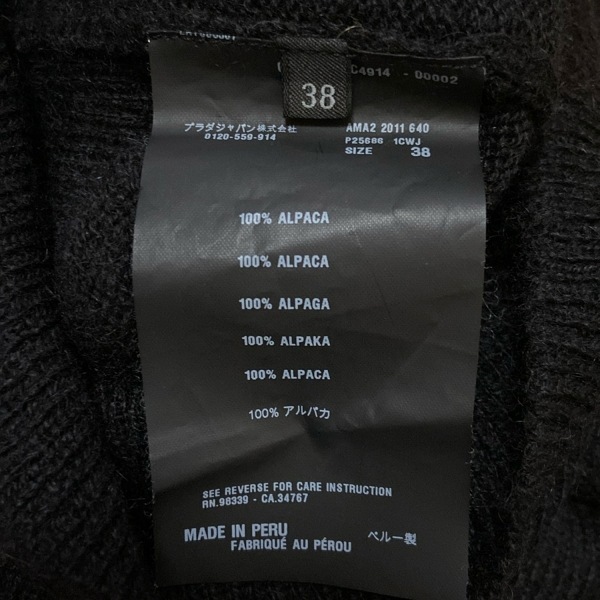 C4914 - 00002
38
プラダジャパン株式会社
0120-559-914
AMA2 2011 640
P25686 1CWJ
SIZE 38
100% ALPACA
100% ALPACA
100% ALPAGA
100% ALPAKA
100% ALPACA
100% アルパカ
SEE REVERSE FOR CARE INSTRUCTION
RN.98339 - CA.34767
MADE IN PERU
FABRIQUÉ AU PÉROU
ペルー製